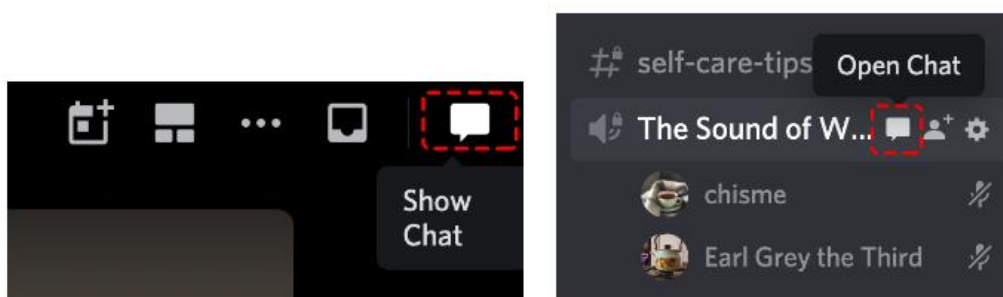 Show
Chat
self-care-tips
Open Chat
The Sound of W...
chisme
Earl Grey the Third